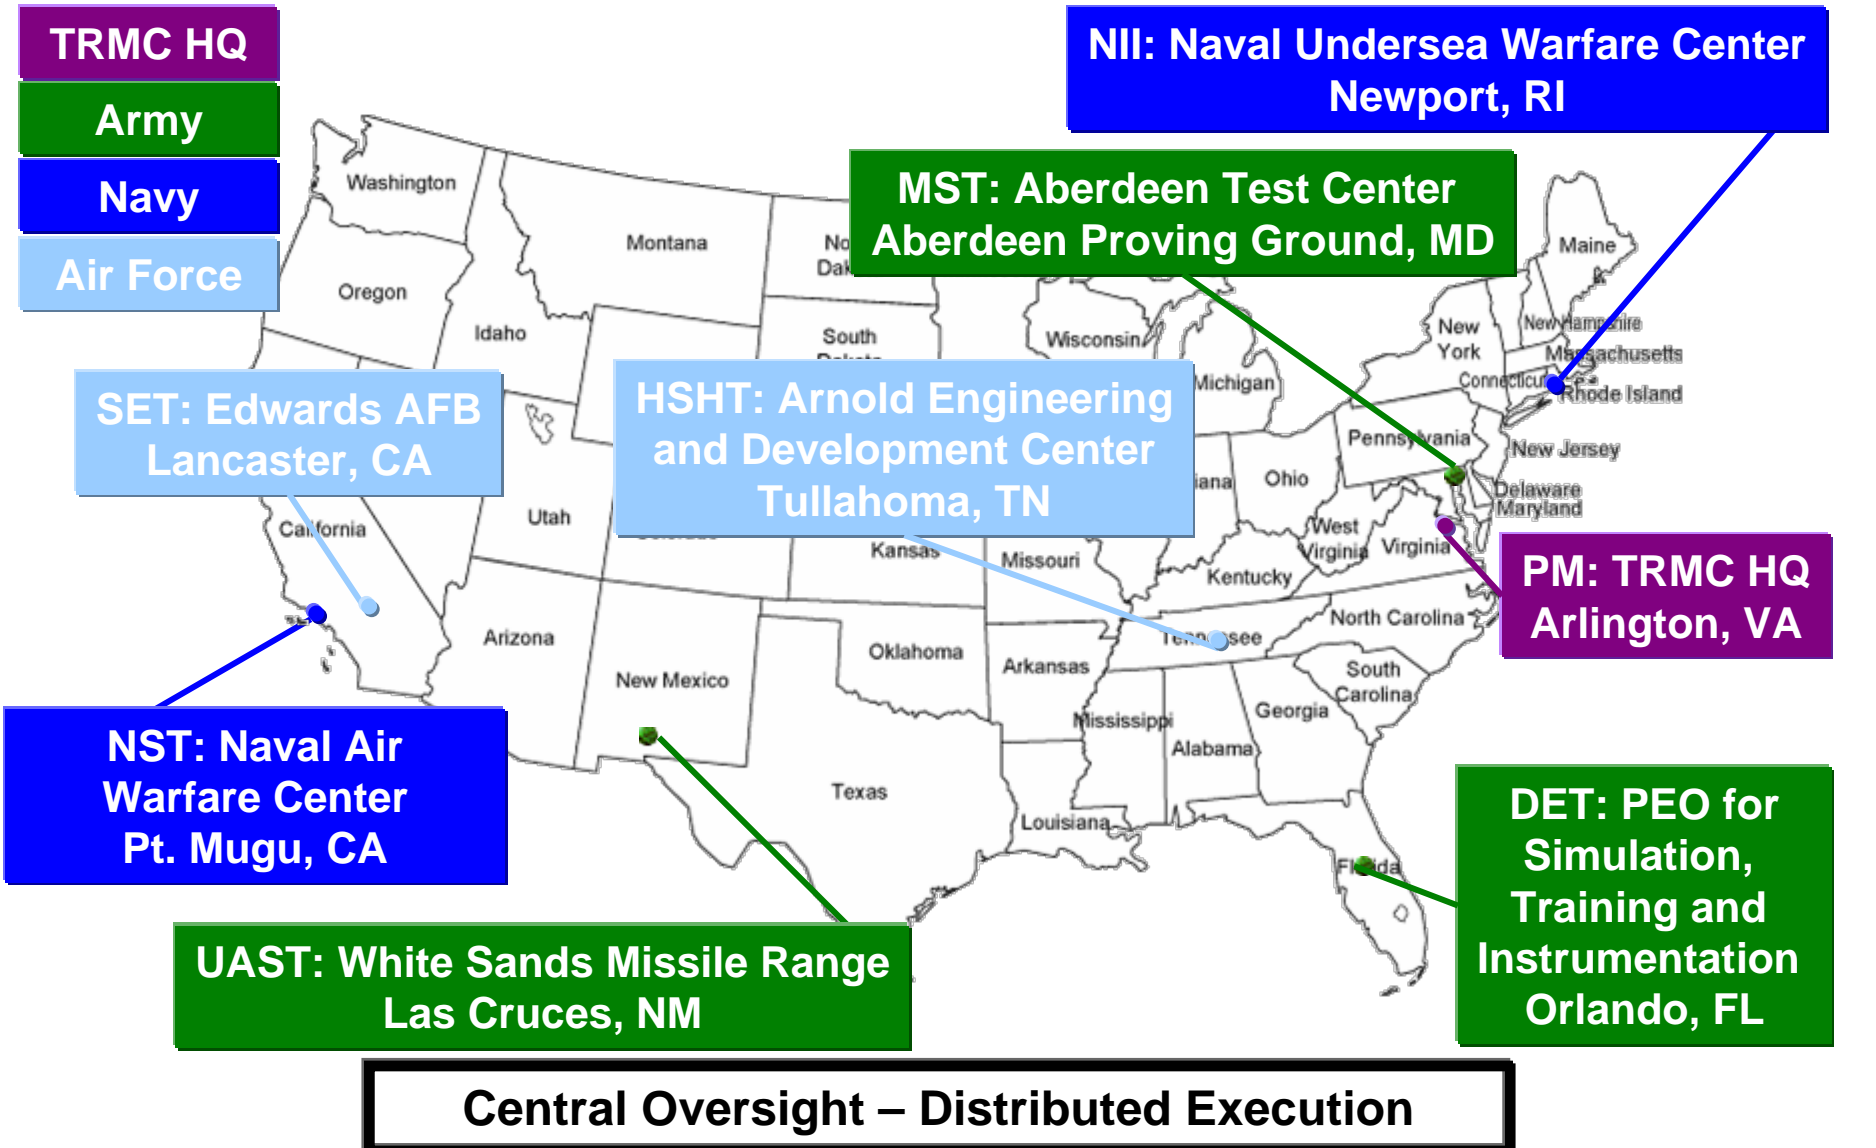 TRMC HQ
Army
Navy
Air Force
NII: Naval Undersea Warfare Center
Newport, RI
MST: Aberdeen Test Center
Aberdeen Proving Ground, MD
SET: Edwards AFB
Lancaster, CA
HSHT: Arnold Engineering
and Development Center
Tullahoma, TN
PM: TRMC HQ
Arlington, VA
NST: Naval Air
Warfare Center
Pt. Mugu, CA
UAST: White Sands Missile Range
Las Cruces, NM
DET: PEO for
Simulation,
Training and
Instrumentation
Orlando, FL
Washington
Oregon
Montana
Idaho
South
Wisconsin
Michigan
New
York
Maine
New Hampshire
Massachusetts
Connecticut
Rhode Island
Pennsylvania
New Jersey
Delaware
Maryland
Ohio
West
Virginia
Virginia
Kentucky
California
Utah
Kansas
Missouri
Arizona
New Mexico
Oklahoma
Arkansas
Tennessee
North Carolina
South
Carolina
Georgia
Mississippi
Alabama
Texas
Louisiana
Florida
Central Oversight – Distributed Execution